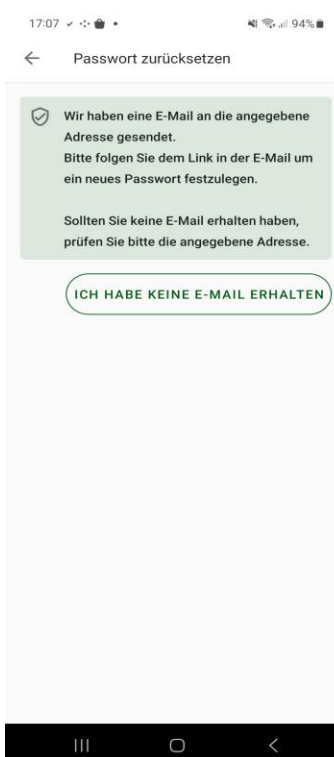 17:07
94%
Passwort zurücksetzen
Wir haben eine E-Mail an die angegebene
Adresse gesendet.
Bitte folgen Sie dem Link in der E-Mail um
ein neues Passwort festzulegen.
Sollten Sie keine E-Mail erhalten haben,
prüfen Sie bitte die angegebene Adresse.
ICH HABE KEINE E-MAIL ERHALTEN